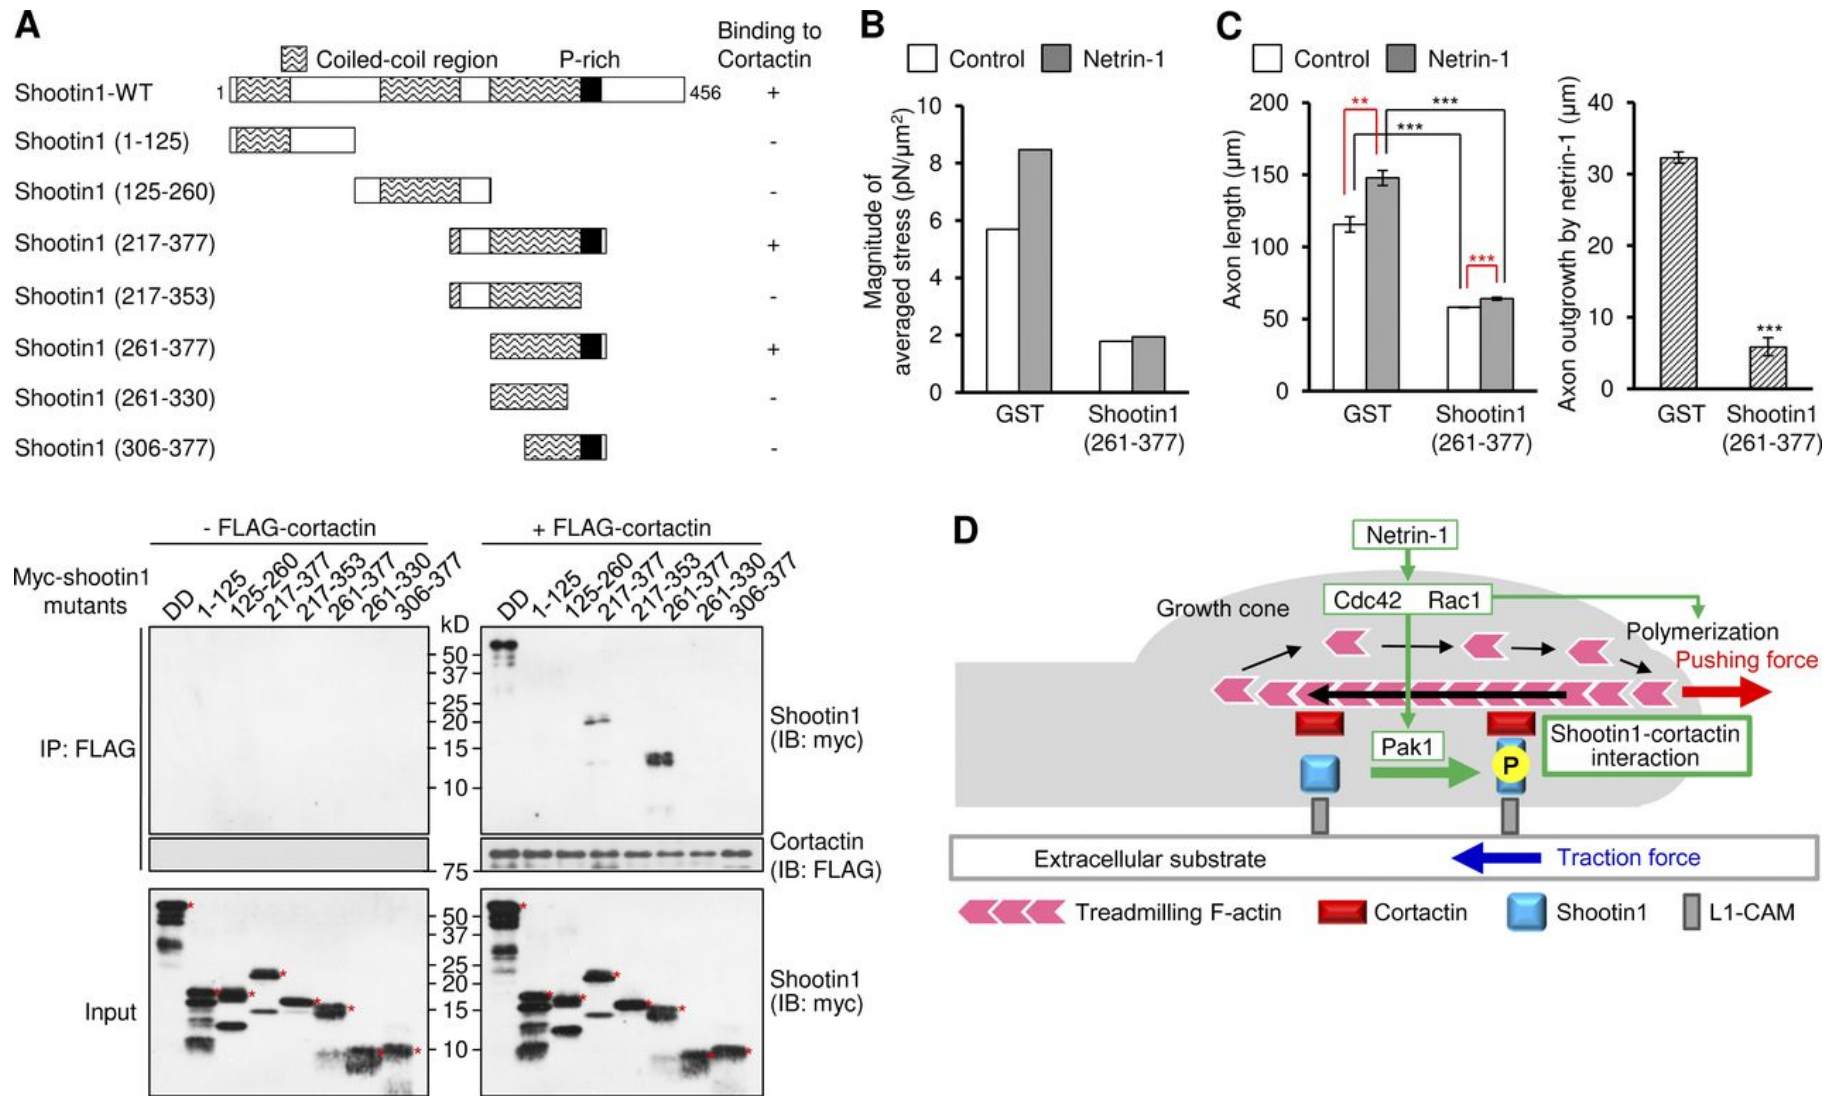 A
Coiled-coil region
P-rich
Binding to
Cortactin
Shootin1-WT
1
456
+
Shootin1 (1-125)
-
Shootin1 (125-260)
-
Shootin1 (217-377)
+
Shootin1 (217-353)
-
Shootin1 (261-377)
+
Shootin1 (261-330)
-
Shootin1 (306-377)
-
- FLAG-cortactin
+ FLAG-cortactin
Myc-shootin1
mutants
DD
1-125
125-260
217-377
217-353
261-377
261-330
306-377
DD
1-125
125-260
217-377
217-353
261-377
261-330
306-377
kD
50
37
25
20
15
10
IP: FLAG
Shootin1
(IB: myc)
75
Cortactin
(IB: FLAG)
Input
50
37
25
20
15
10
Shootin1
(IB: myc)
B
Control
Netrin-1
Magnitude of
averaged stress (pN/µm²)
10
8
6
4
2
0
GST
Shootin1
(261-377)
C
Control
Netrin-1
Axon length (µm)
200
150
100
50
0
**
***
***
***
GST
Shootin1
(261-377)
Axon outgrowth by netrin-1 (µm)
40
30
20
10
0
***
GST
Shootin1
(261-377)
D
Netrin-1
Cdc42 Rac1
Growth cone
Polymerization
Pushing force
Pak1
P
Shootin1-cortactin
interaction
Extracellular substrate
Traction force
Treadmilling F-actin
Cortactin
Shootin1
L1-CAM